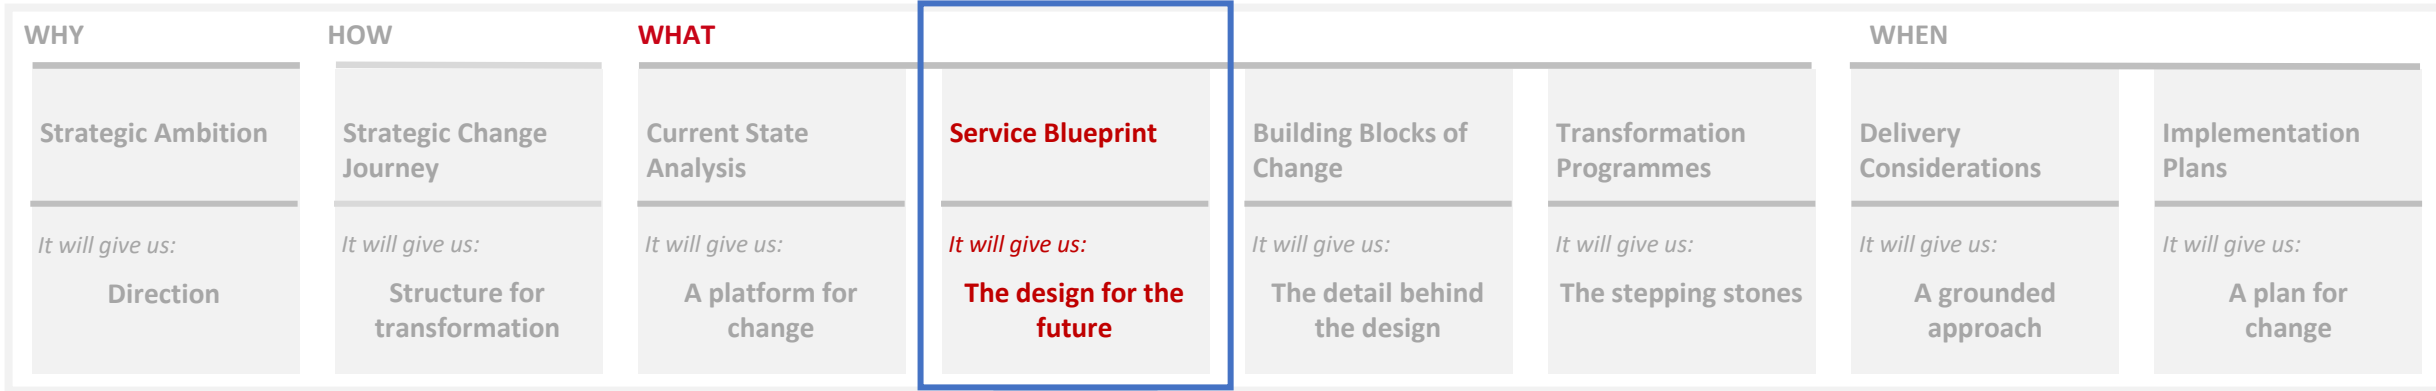 WHY
HOW
WHAT
WHEN
Strategic Ambition
Strategic Change
Journey
Current State
Analysis
Service Blueprint
Building Blocks of
Change
Transformation
Programmes
Delivery
Considerations
Implementation
Plans
It will give us:
Direction
It will give us:
Structure for
transformation
It will give us:
A platform for
change
It will give us:
The design for the
future
It will give us:
The detail behind
the design
It will give us:
The stepping stones
It will give us:
A grounded
approach
It will give us:
A plan for
change